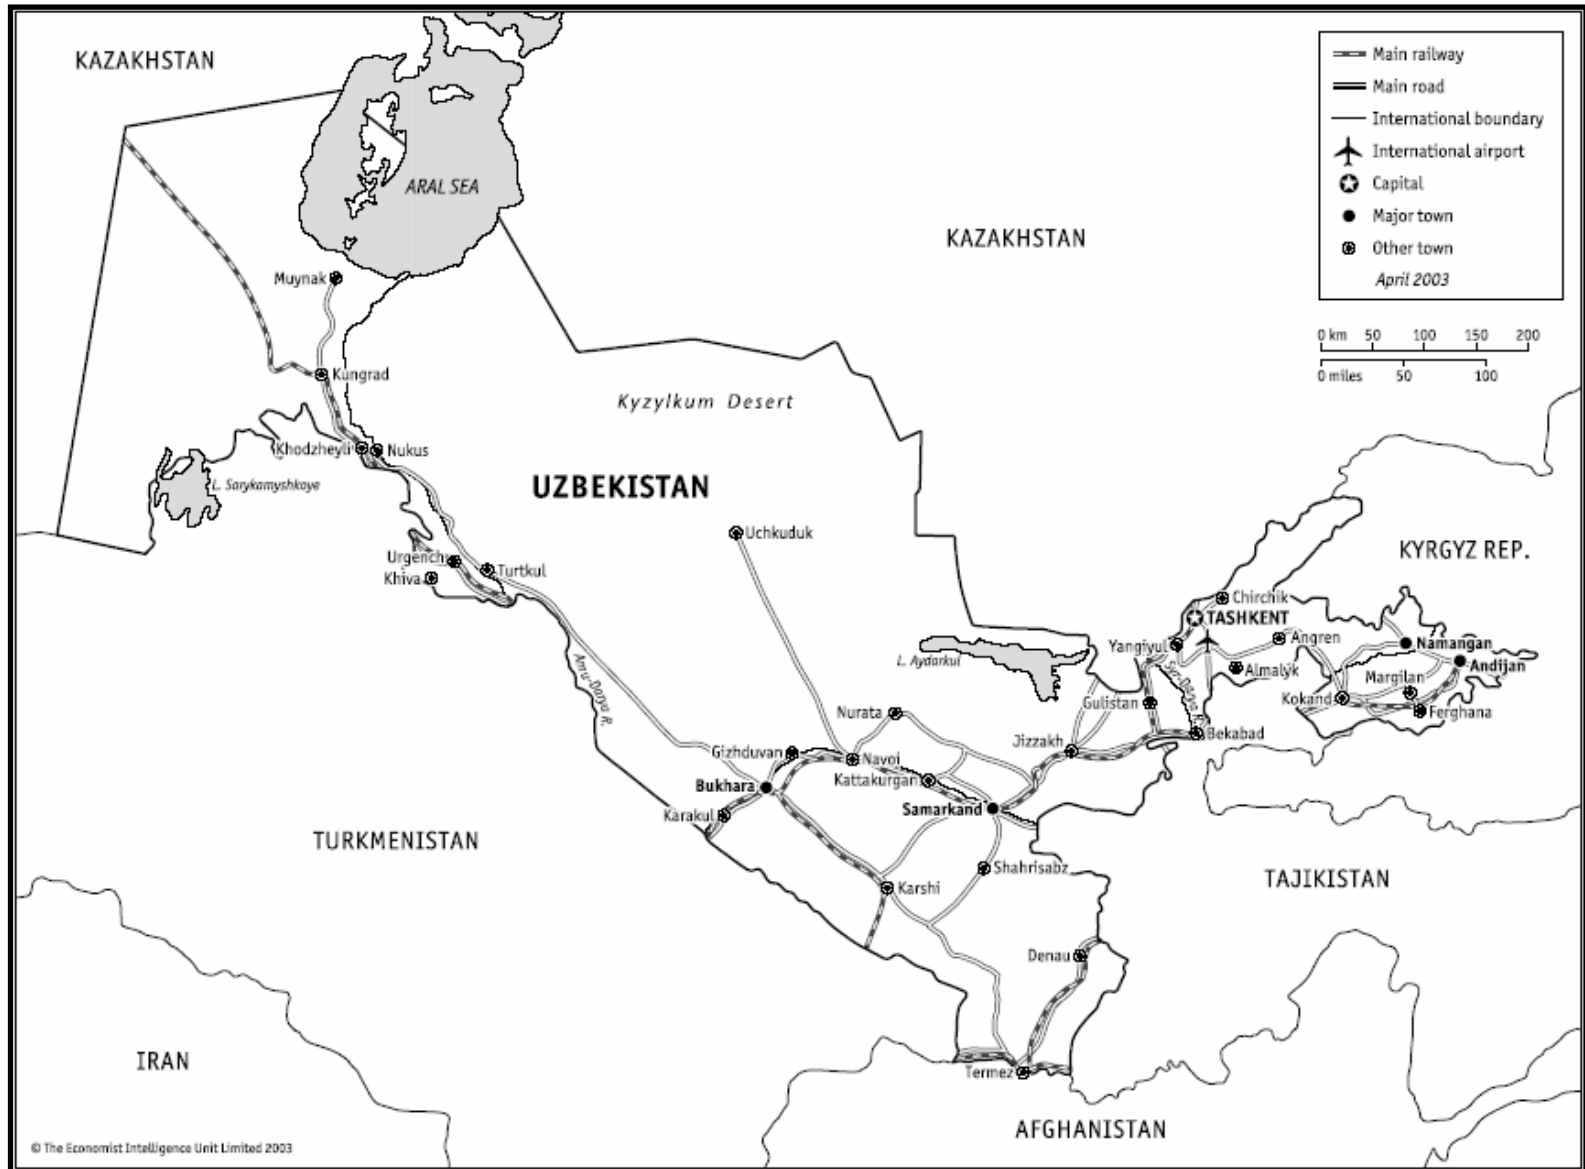 KAZAKHSTAN
Main railway
Main road
International boundary
International airport
Capital
Major town
Other town
April 2003
ARAL SEA
KAZAKHSTAN
Muynak
0 km 50 100 150 200
0 miles 50 100
Kungrad
Kyzylkum Desert
Khodzheyli
Nukus
L. Sarykamyshkoye
UZBEKISTAN
Uchkuduk
KYRGYZ REP.
Urgench
Turtkul
Khiva
Chirchik
TASHKENT
Yangiyul
Angren
Namangan
L. Aydarkul
Almalyk
Andijan
Margilan
Amu-Darya R.
Syr-Darya R.
Gulistan
Kokand
Ferghana
Nurata
Bekabad
Jizzakh
Gizhduvan
Navoi
Kattakurgan
Bukhara
Samarkand
Karakul
TURKMENISTAN
Shahrisabz
TAJIKISTAN
Karshi
Denau
IRAN
Termez
AFGHANISTAN
© The Economist Intelligence Unit Limited 2003